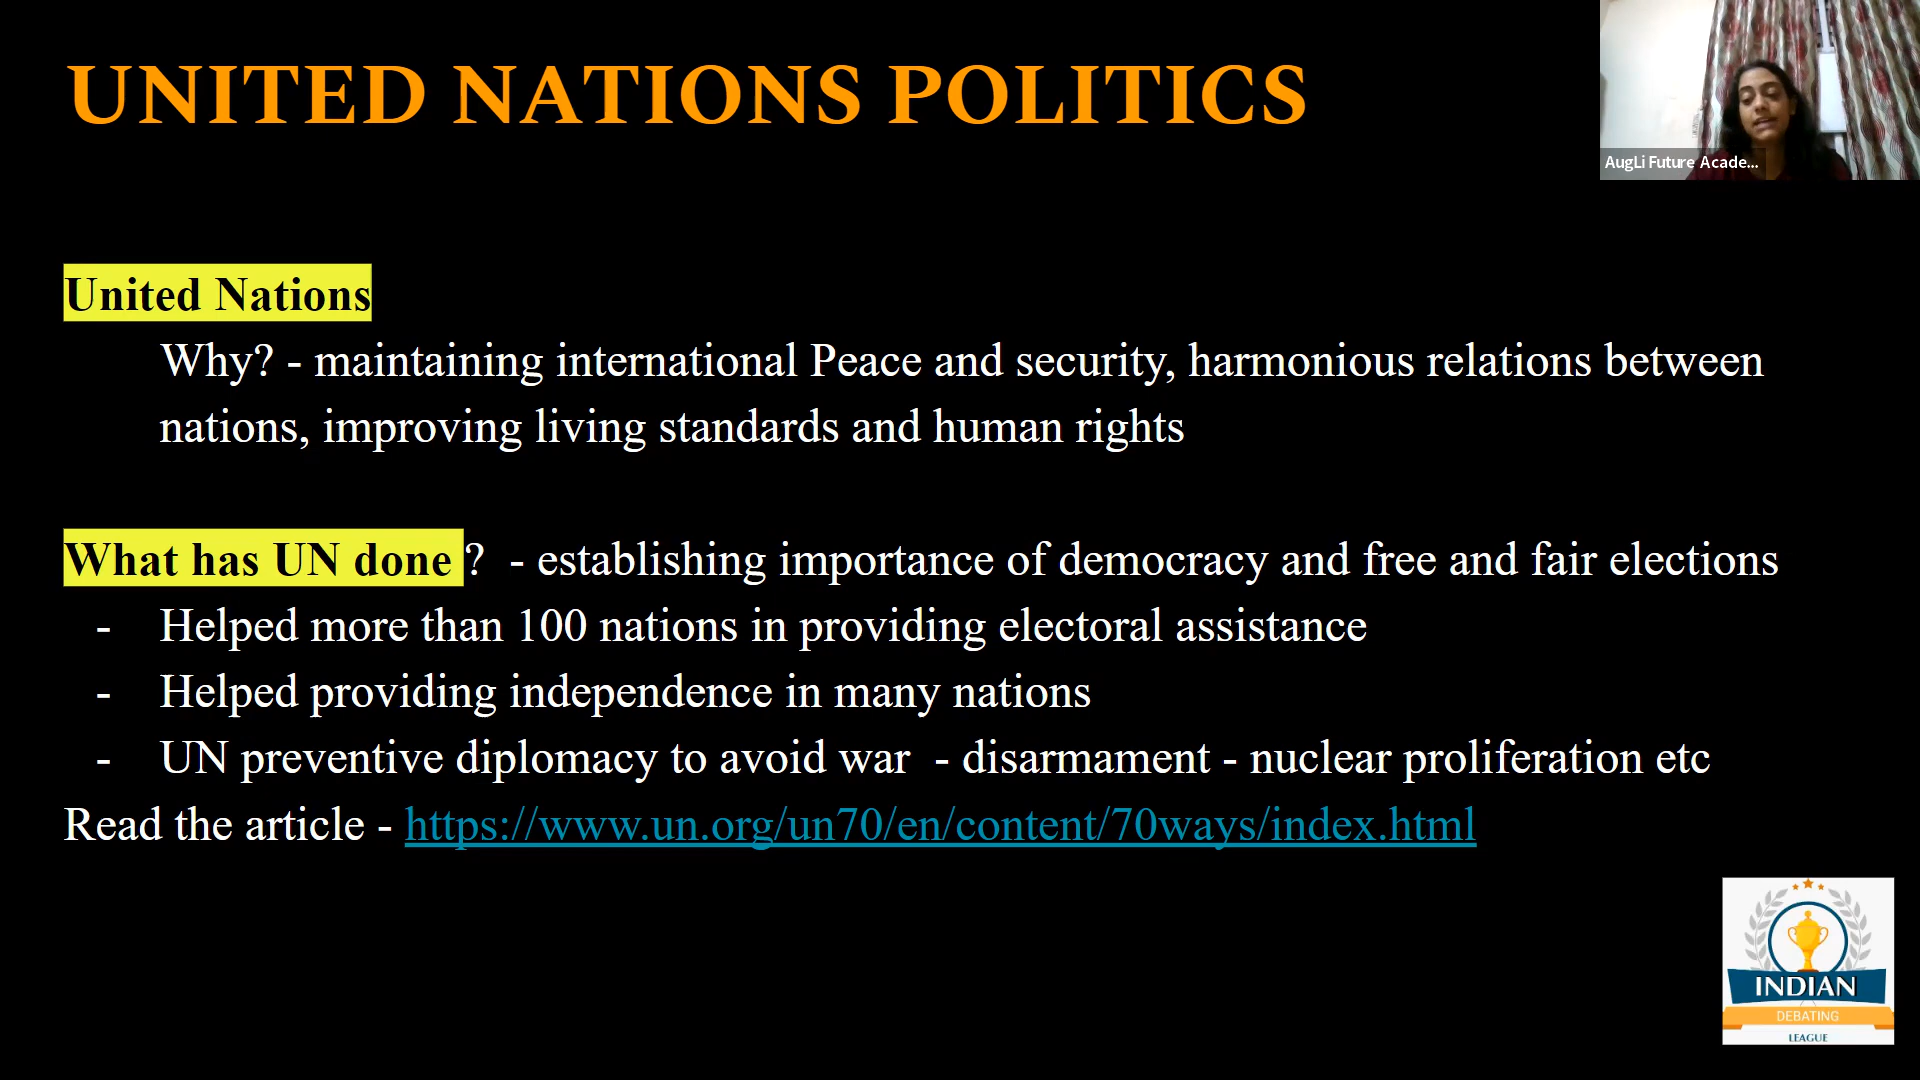 UNITED NATIONS POLITICS
AugLi Future Acade...
United Nations
Why? - maintaining international Peace and security, harmonious relations between
nations, improving living standards and human rights
What has UN done ? - establishing importance of democracy and free and fair elections
- Helped more than 100 nations in providing electoral assistance
- Helped providing independence in many nations
- UN preventive diplomacy to avoid war - disarmament - nuclear proliferation etc
Read the article - https://www.un.org/un70/en/content/70ways/index.html
INDIAN
DEBATING
LEAGUE